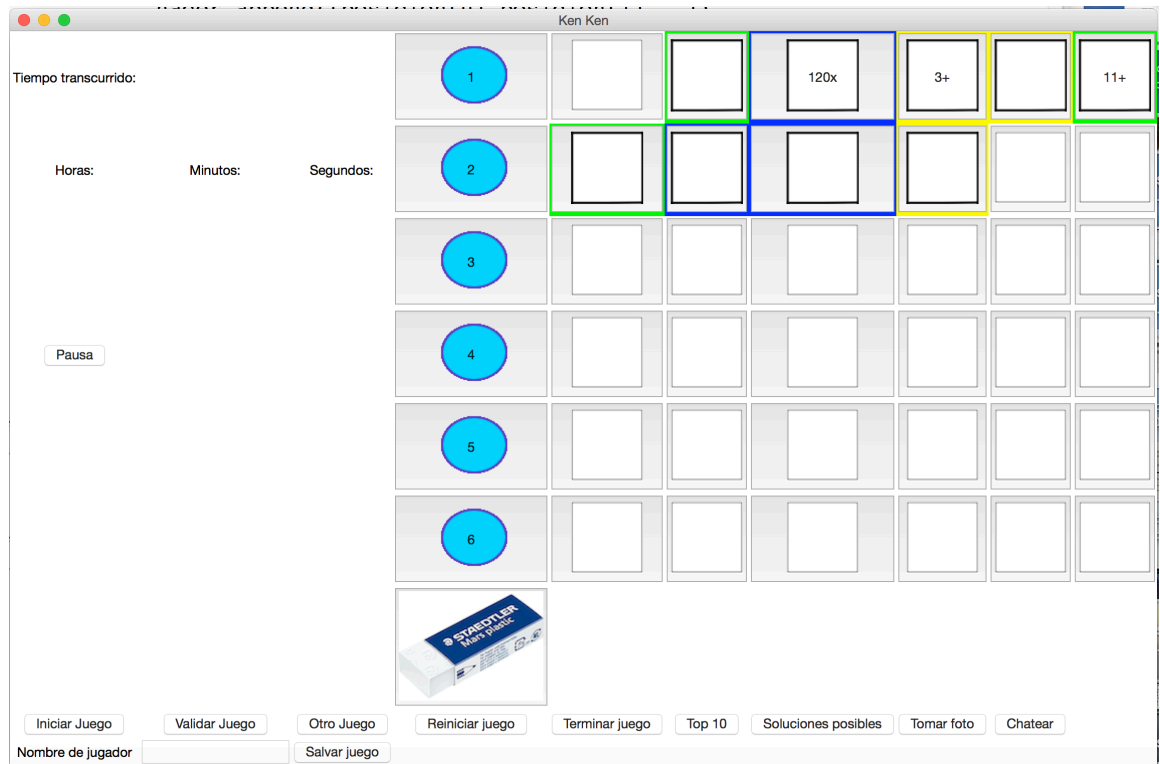 Ken Ken
Tiempo transcurrido:
1
120x
3+
11+
Horas:
Minutos:
Segundos:
2
3
Pausa
4
5
6
STAEDTLER
Mars plastic
Iniciar Juego
Validar Juego
Otro Juego
Reiniciar juego
Terminar juego
Top 10
Soluciones posibles
Tomar foto
Chatear
Nombre de jugador
Salvar juego